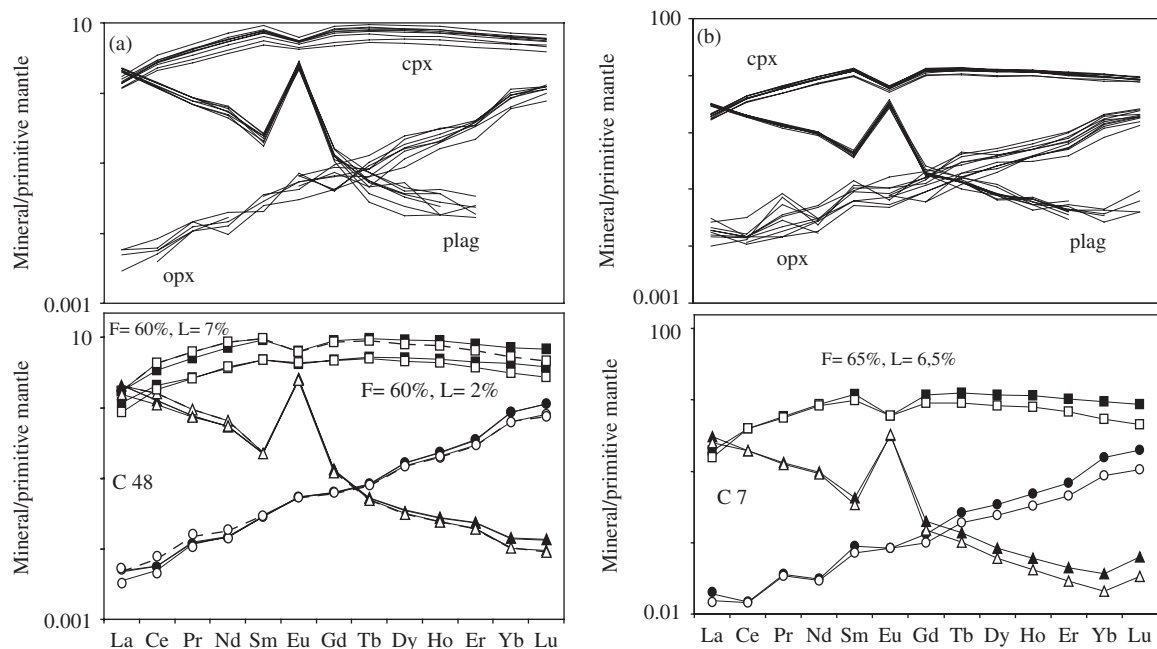 10
(a)
cpx
plag
opx
0.001
Mineral/primitive mantle
100
(b)
cpx
plag
opx
0.001
Mineral/primitive mantle
10
F= 60%, L= 7%
F= 60%, L= 2%
C 48
0.001
Mineral/primitive mantle
La Ce Pr Nd Sm Eu Gd Tb Dy Ho Er Yb Lu
100
F= 65%, L= 6,5%
C 7
0.01
Mineral/primitive mantle
La Ce Pr Nd Sm Eu Gd Tb Dy Ho Er Yb Lu